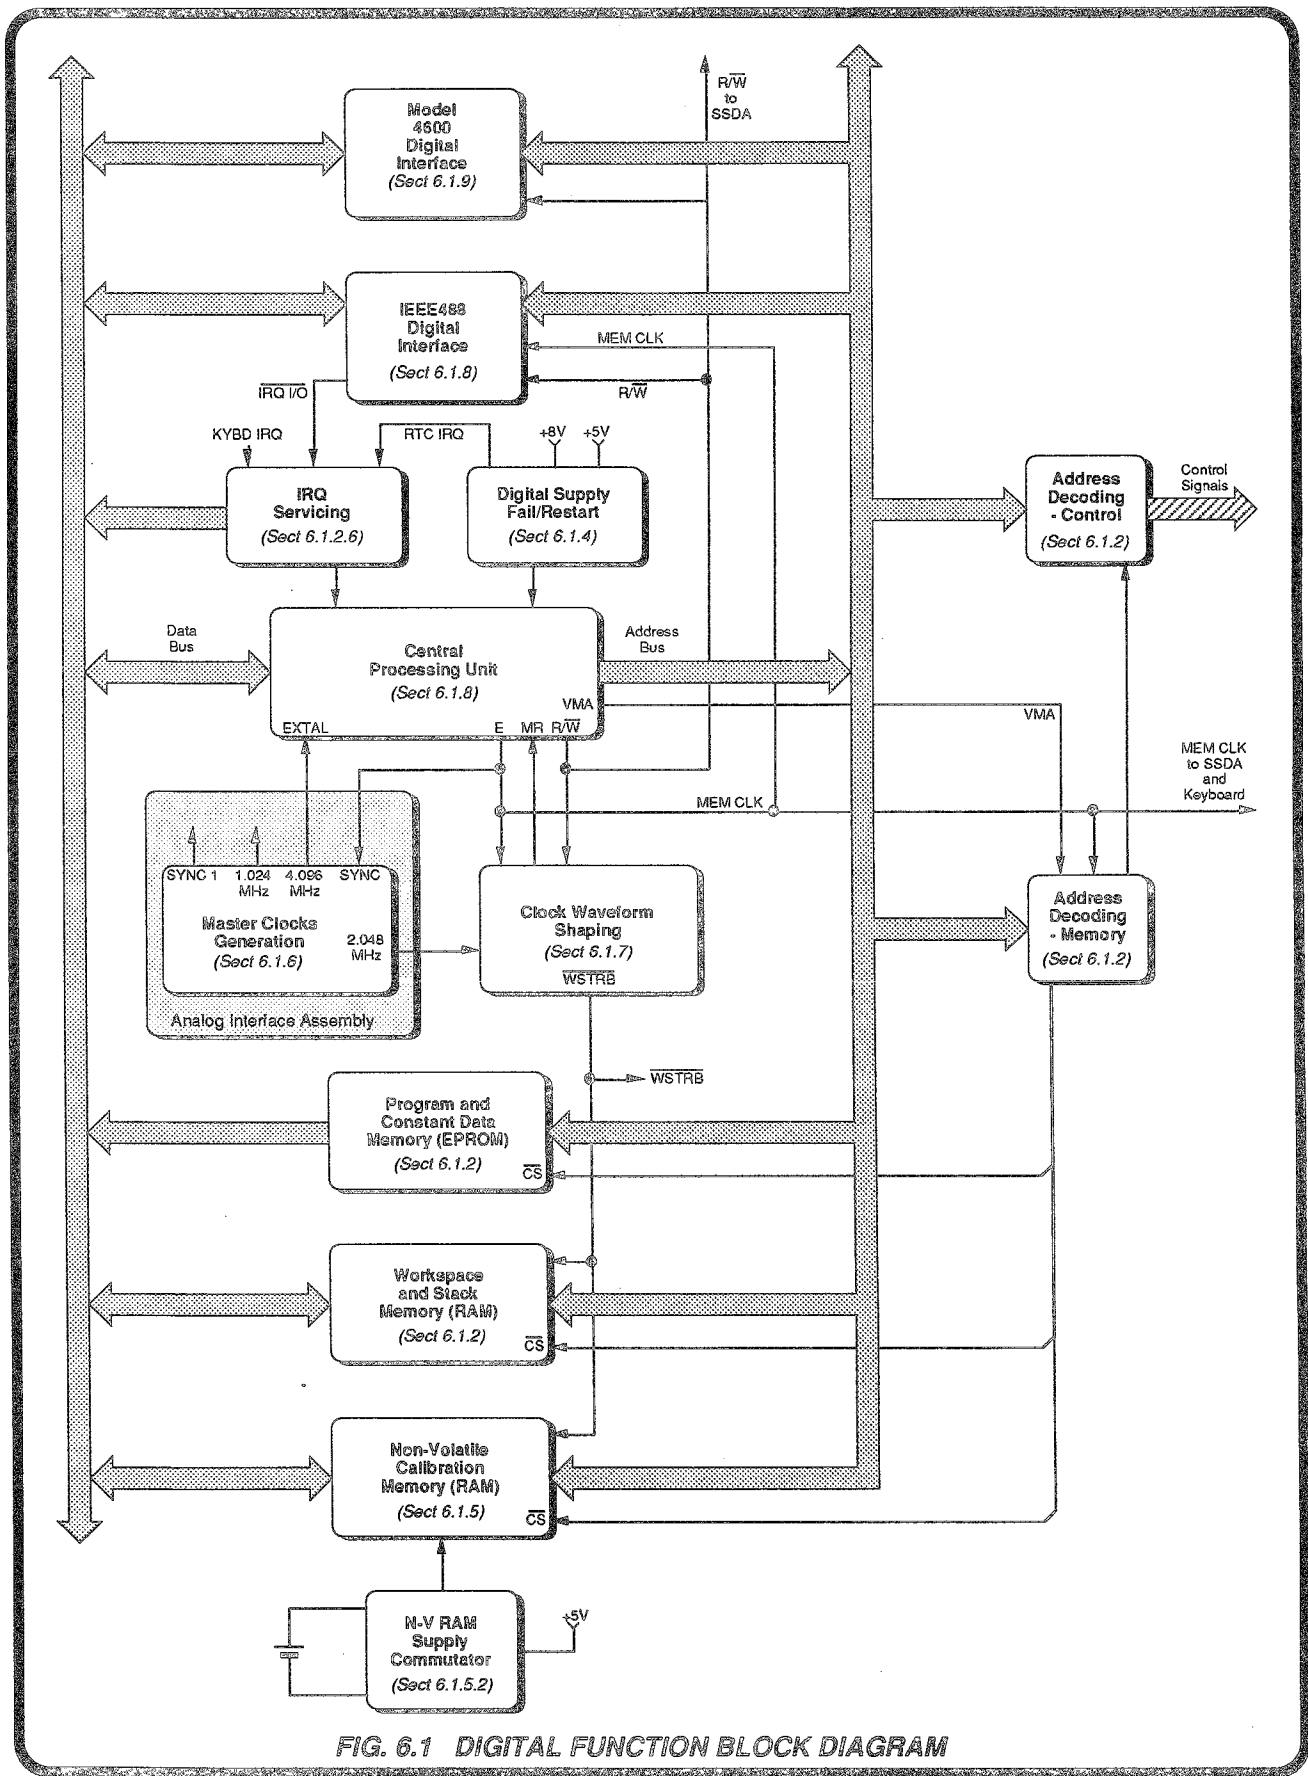 R/W
to
SSDA
Model
4600
Digital
Interface
(Sect 6.1.9)
IEEE488
Digital
Interface
(Sect 6.1.8)
MEM CLK
R/W
IRQ I/O
KYBD IRQ
RTC IRQ
+8V
+5V
IRQ
Servicing
(Sect 6.1.2.6)
Digital Supply
Fail/Restart
(Sect 6.1.4)
Address
Decoding
- Control
(Sect 6.1.2)
Control
Signals
Data
Bus
Central
Processing Unit
(Sect 6.1.8)
Address
Bus
VMA
EXTAL
E
MR
R/W
VMA
MEM CLK
to SSDA
and
Keyboard
MEM CLK
SYNC 1
1.024
MHz
4.096
MHz
SYNC
Master Clocks
Generation
(Sect 6.1.6)
2.048
MHz
Analog Interface Assembly
Clock Waveform
Shaping
(Sect 6.1.7)
WSTRB
Address
Decoding
- Memory
(Sect 6.1.2)
WSTRB
Program and
Constant Data
Memory (EPROM)
(Sect 6.1.2)
CS
Workspace
and Stack
Memory (RAM)
(Sect 6.1.2)
CS
Non-Volatile
Calibration
Memory (RAM)
(Sect 6.1.5)
CS
N-V RAM
Supply
Commutator
(Sect 6.1.5.2)
+5V
FIG. 6.1 DIGITAL FUNCTION BLOCK DIAGRAM